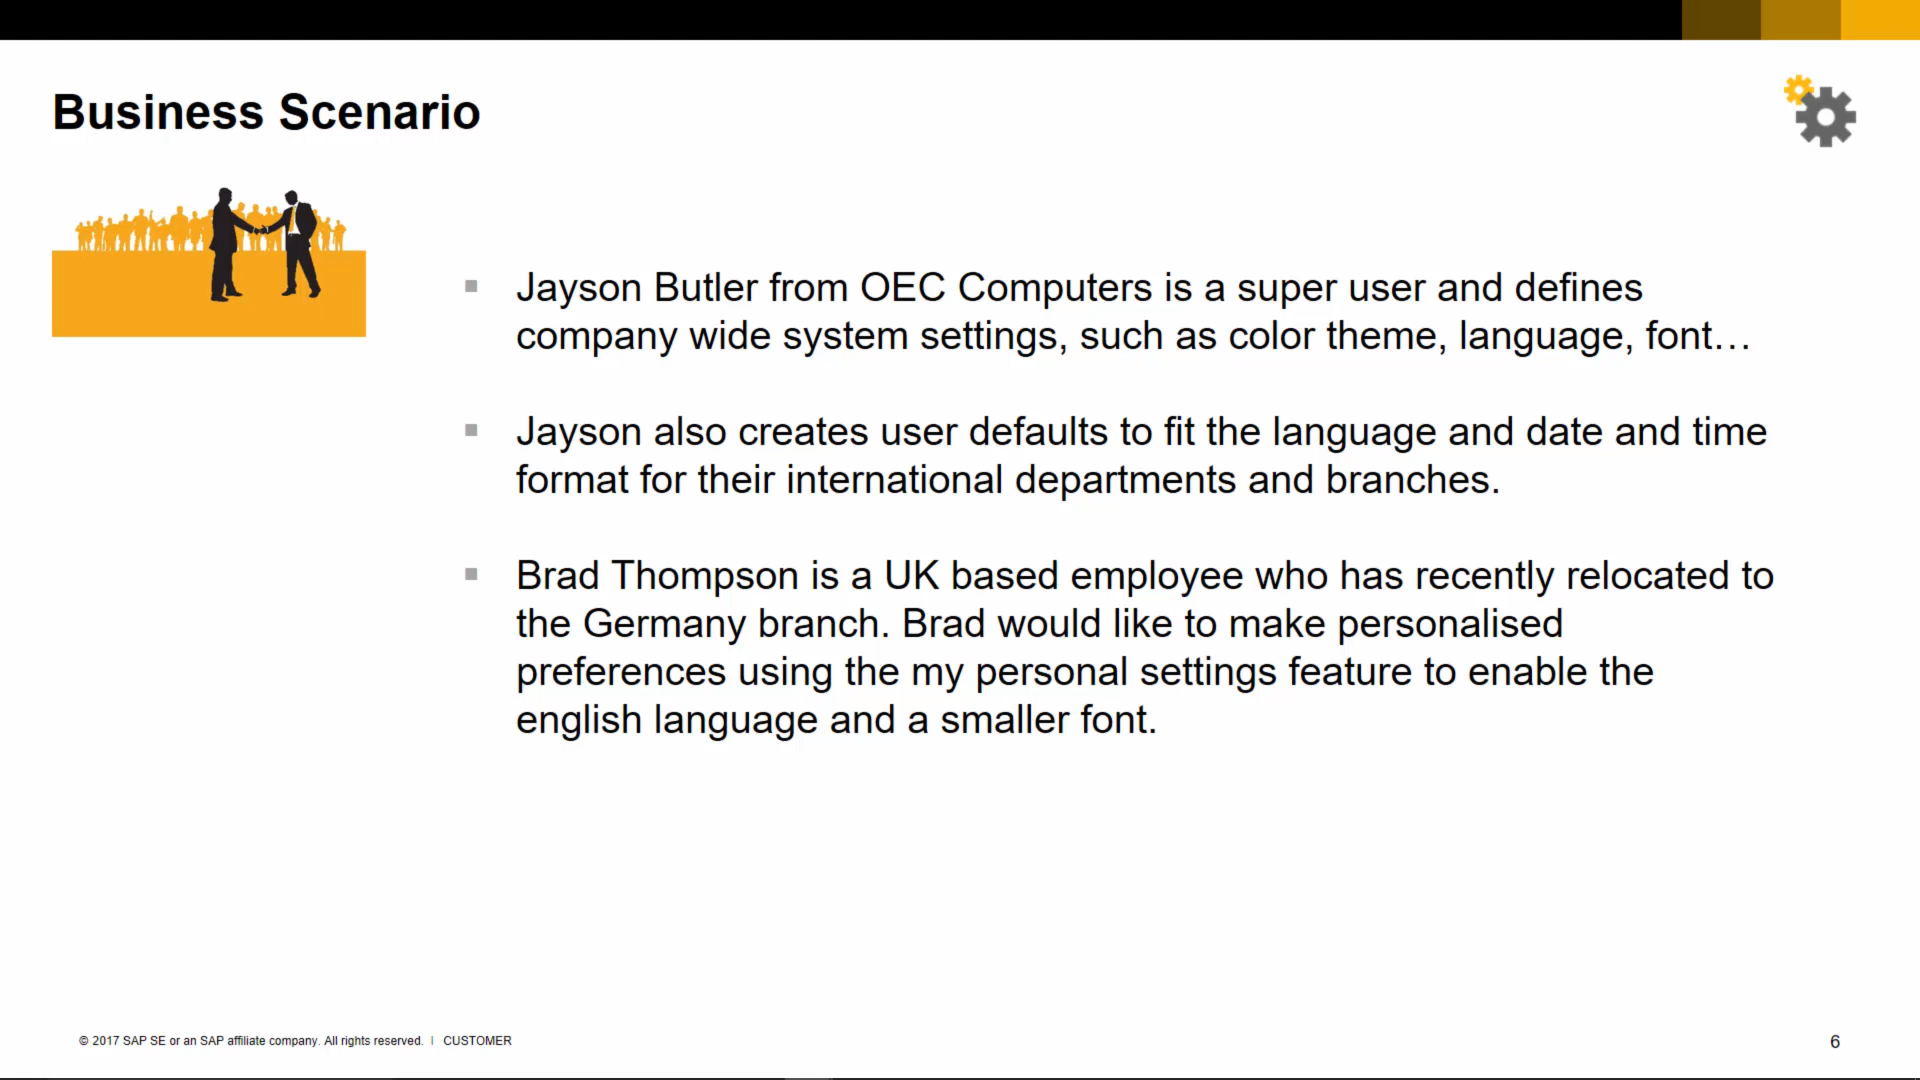 Business Scenario
Jayson Butler from OEC Computers is a super user and defines
company wide system settings, such as color theme, language, font…
Jayson also creates user defaults to fit the language and date and time
format for their international departments and branches.
Brad Thompson is a UK based employee who has recently relocated to
the Germany branch. Brad would like to make personalised
preferences using the my personal settings feature to enable the
english language and a smaller font.
© 2017 SAP SE or an SAP affiliate company. All rights reserved. | CUSTOMER
6